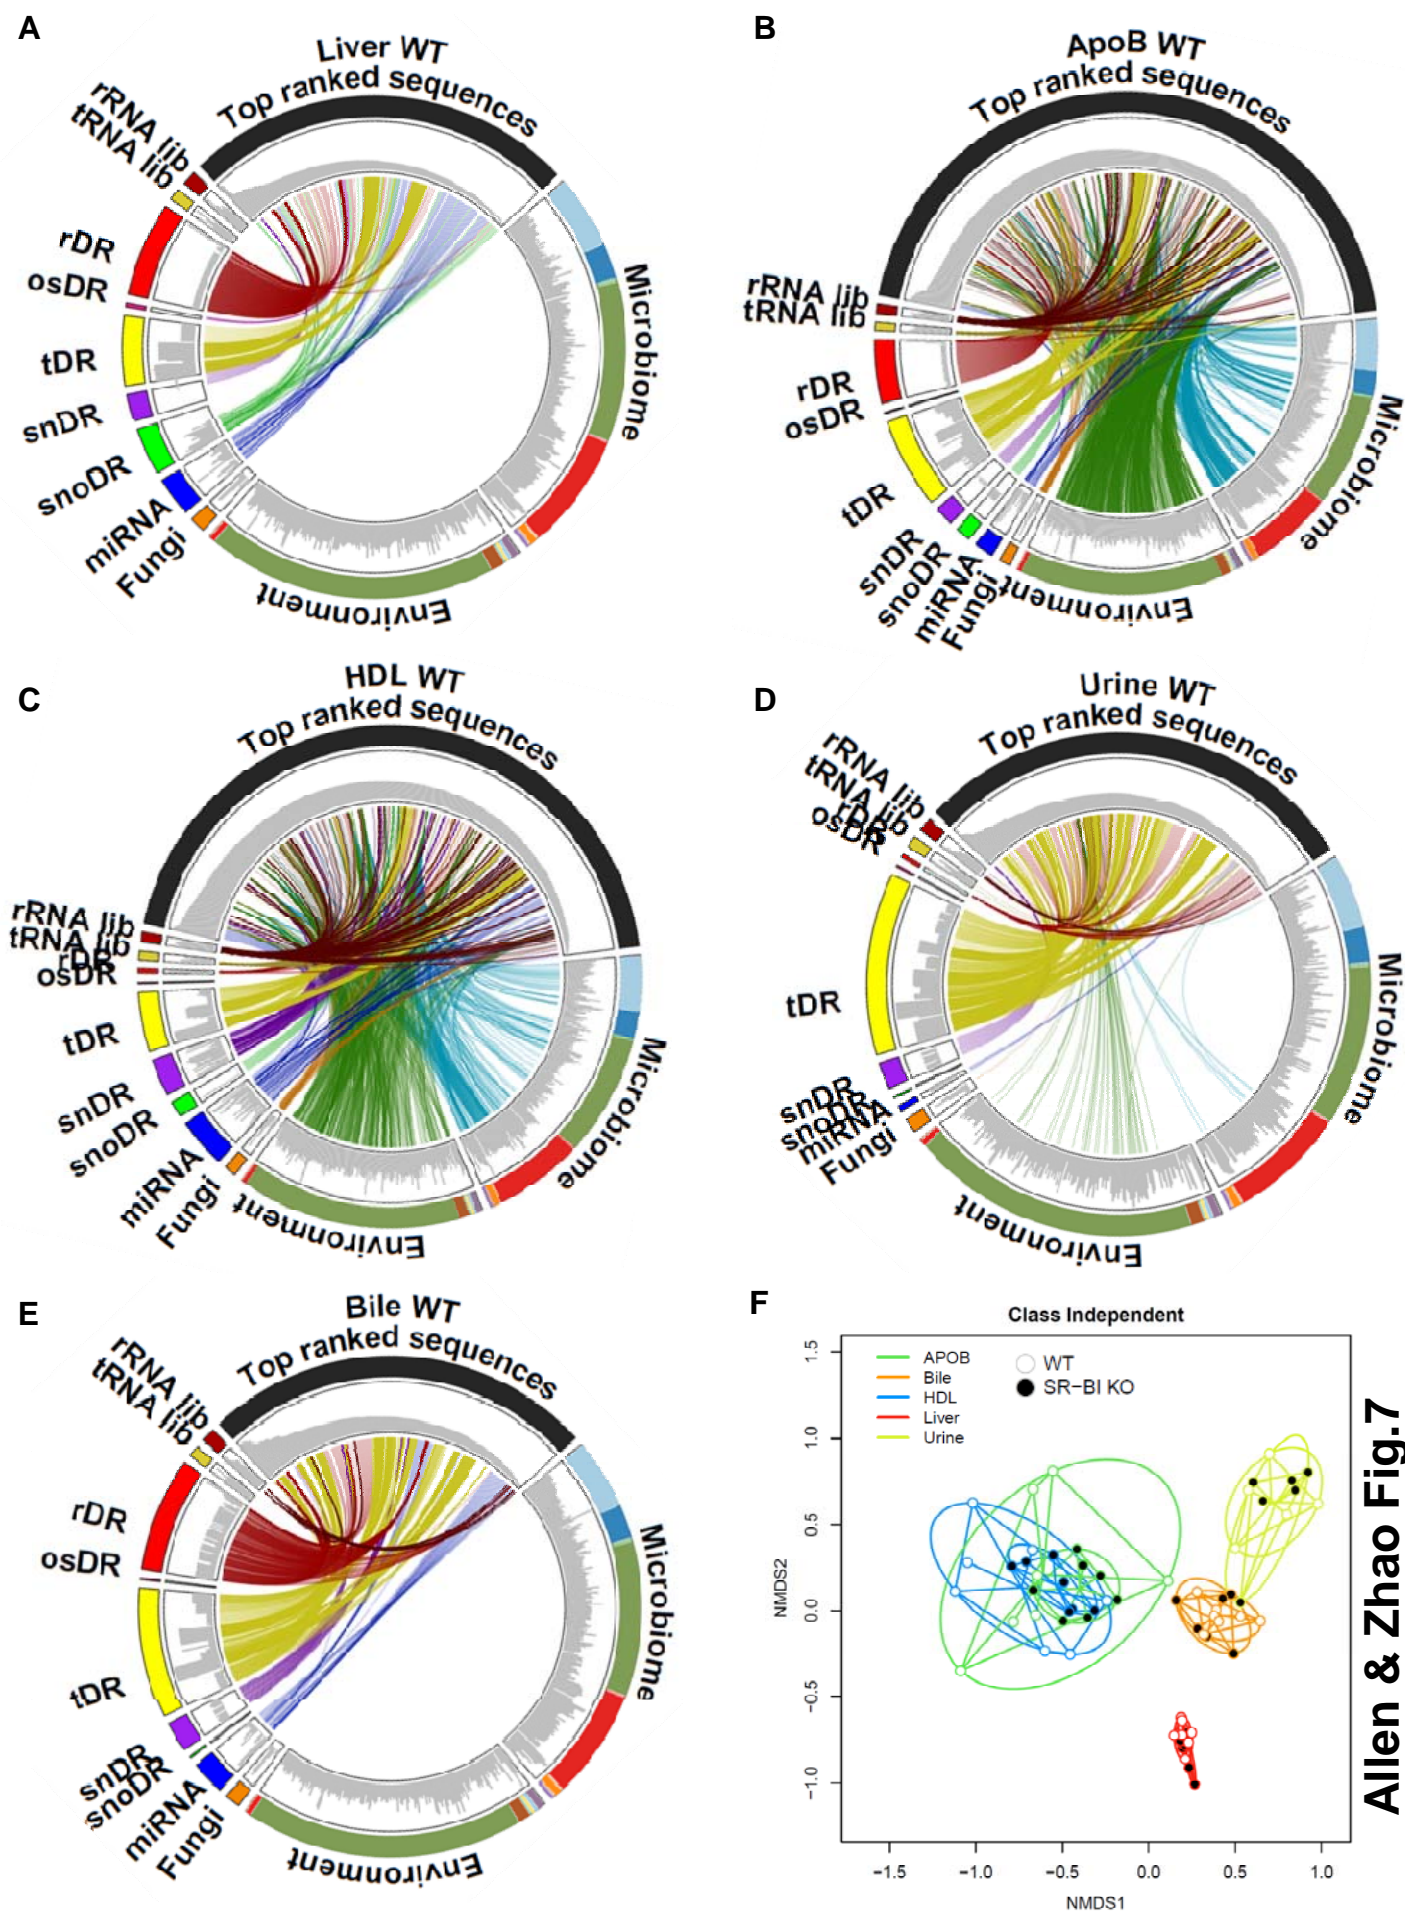 A
Liver WT
Top ranked sequences
rRNA lib
tRNA lib
rDR
osDR
tDR
snDR
snoDR
miRNA
Fungi
Environment
Microbiome
B
ApoB WT
Top ranked sequences
rRNA lib
tRNA lib
rDR
osDR
tDR
snDR
snoDR
miRNA
Fungi
Environment
Microbiome
C
HDL WT
Top ranked sequences
rRNA lib
tRNA lib
rDR
osDR
tDR
snDR
snoDR
miRNA
Fungi
Environment
Microbiome
D
Urine WT
Top ranked sequences
rRNA lib
tRNA lib
rDR
osDR
tDR
snDR
snoDR
miRNA
Fungi
Environment
Microbiome
E
Bile WT
Top ranked sequences
rRNA lib
tRNA lib
rDR
osDR
tDR
snDR
snoDR
miRNA
Fungi
Environment
Microbiome
F
Class Independent
APOB
Bile
HDL
Liver
Urine
WT
SR−BI KO
NMDS2
1.5
1.0
0.5
0.0
−0.5
−1.0
−1.5
−1.0
−0.5
0.0
0.5
1.0
NMDS1
Allen & Zhao Fig.7